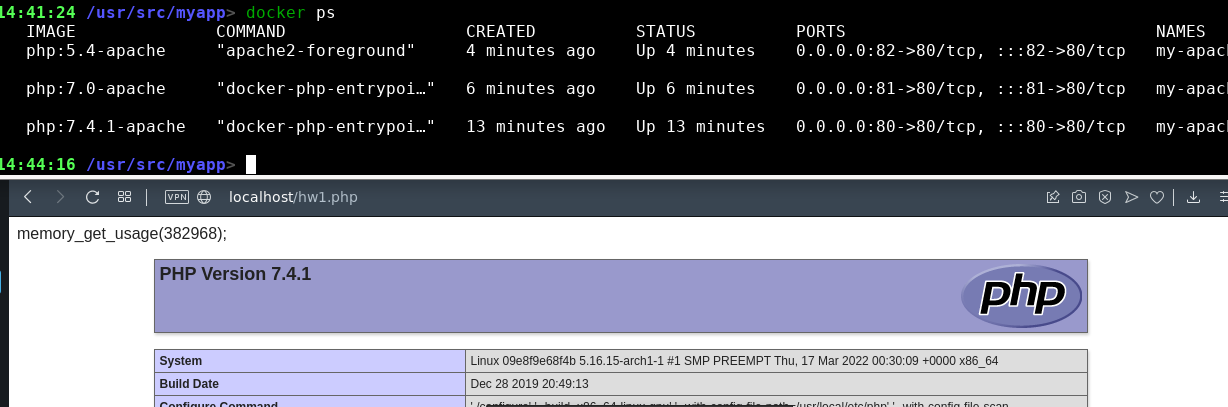 14:41:24 /usr/src/myapp> docker ps
IMAGE COMMAND CREATED STATUS PORTS NAMES
php:5.4-apache "apache2-foreground" 4 minutes ago Up 4 minutes 0.0.0.0:82->80/tcp, :::82->80/tcp my-apac
php:7.0-apache "docker-php-entrypoi…" 6 minutes ago Up 6 minutes 0.0.0.0:81->80/tcp, :::81->80/tcp my-apac
php:7.4.1-apache "docker-php-entrypoi…" 13 minutes ago Up 13 minutes 0.0.0.0:80->80/tcp, :::80->80/tcp my-apac
14:44:16 /usr/src/myapp>
VPN localhost/hw1.php
memory_get_usage(382968);
PHP Version 7.4.1 php
System Linux 09e8f9e68f4b 5.16.15-arch1-1 #1 SMP PREEMPT Thu, 17 Mar 2022 00:30:09 +0000 x86_64
Build Date Dec 28 2019 20:49:13
Configure Command